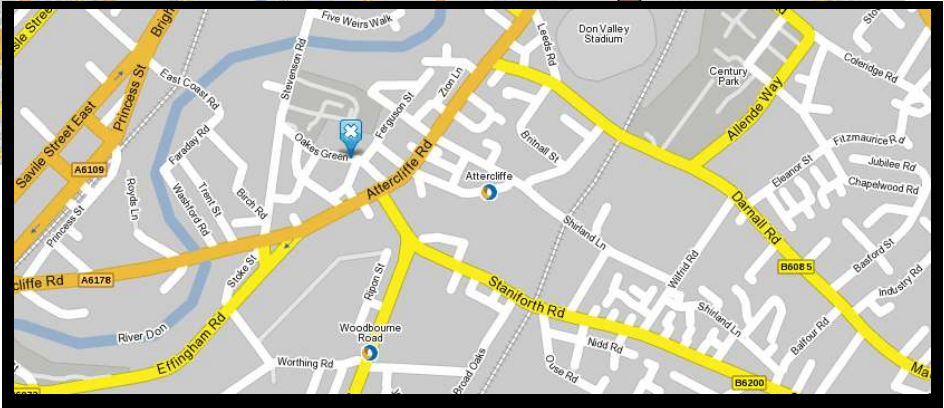 Five Weirs Walk
Don Valley
Stadium
Century
Park
Leeds Rd
Coleridge Rd
Allende Way
Fitzmaurice Rd
Jubilee Rd
Chapelwood Rd
Eleanor St
Darnall Rd
Basford St
Industry Rd
B6085
Balfour Rd
Shirland Ln
Wilfrid Rd
Shirland Ln
Britnall St
Attercliffe
Zion Ln
Ferguson St
Stevenson Rd
Oakes Green
Attercliffe Rd
East Coast Rd
Princess St
Savile Street East
A6109
Princess St
Royds Ln
Faraday Rd
Trent St
Washford Rd
Birch Rd
Stoke St
cliffe Rd
A6178
River Don
Effingham Rd
Ripon St
Woodbourne
Road
Worthing Rd
Broad Oaks
Staniforth Rd
Nidd Rd
Ouse Rd
B6200